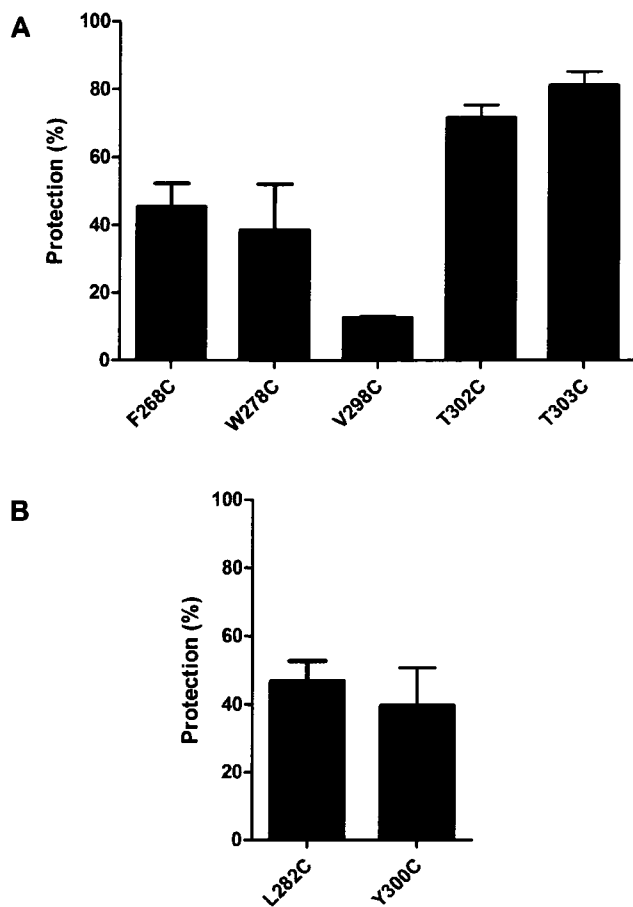 A
Protection (%)
100
80
60
40
20
0
F268C
W278C
V298C
T302C
T303C
B
Protection (%)
100
80
60
40
20
0
L282C
Y300C